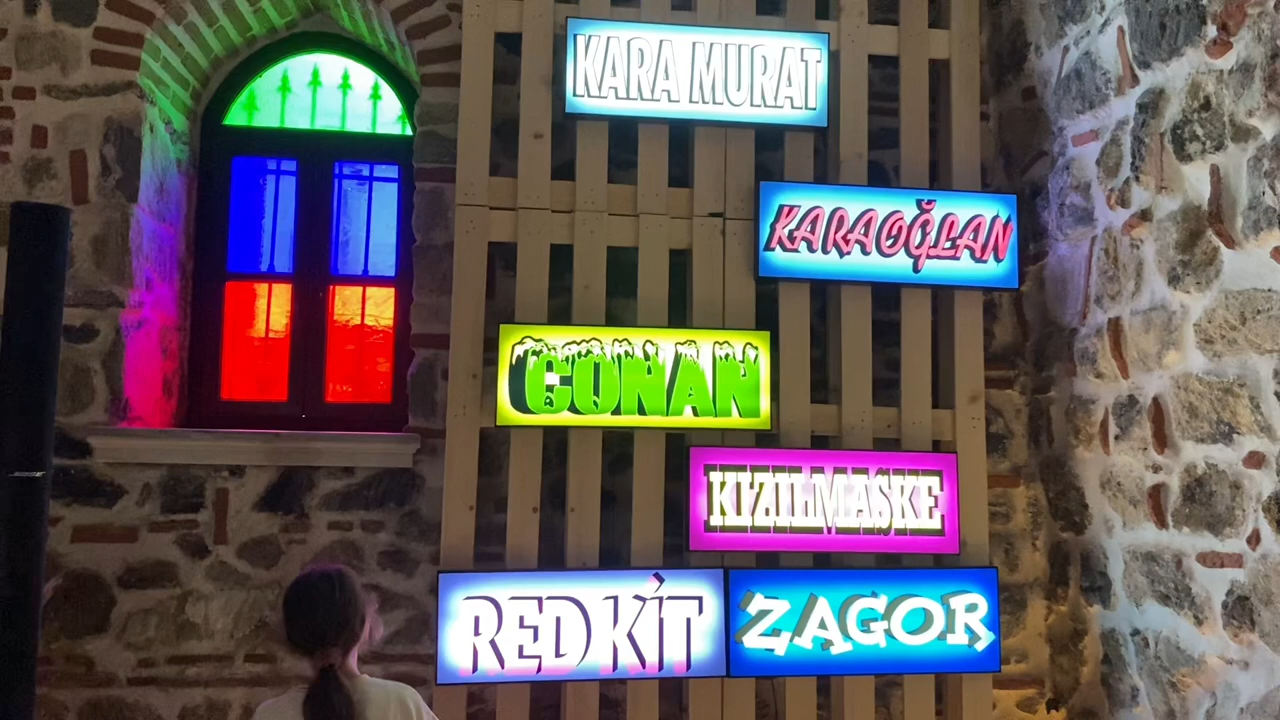 KARA MURAT
KARAOĞLAN
CONAN
KIZILMASKE
RED KİT
ZAGOR